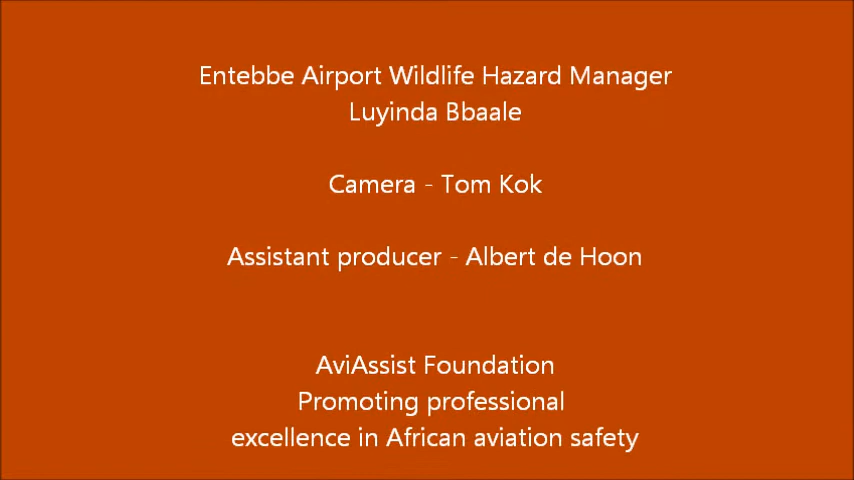 Entebbe Airport Wildlife Hazard Manager
Luyinda Bbaale
Camera - Tom Kok
Assistant producer - Albert de Hoon
AviAssist Foundation
Promoting professional
excellence in African aviation safety